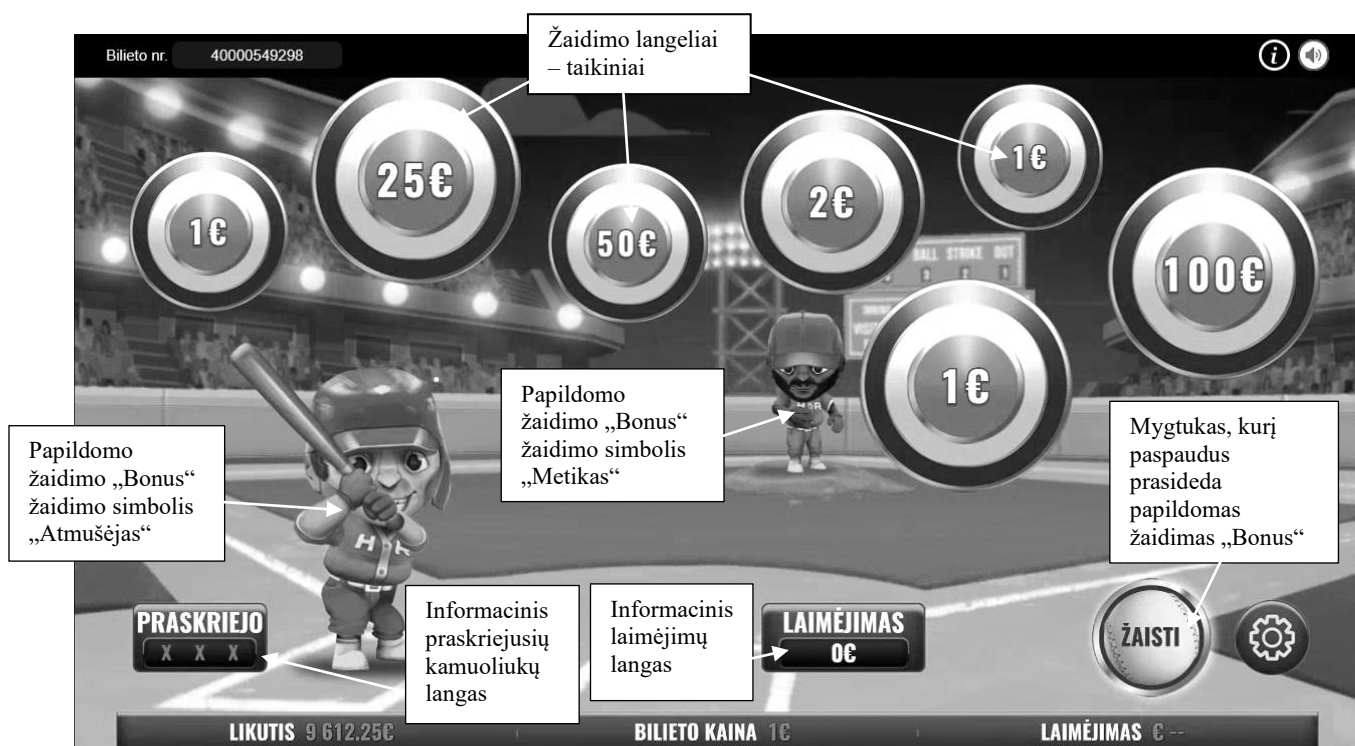 Bilieto nr. 40000549298
Žaidimo langeliai
– taikiniai
i
1€
25€
50€
2€
1€
100€
1€
BALL STRIKE OUT
Papildomo
žaidimo „Bonus“
žaidimo simbolis
„Metikas“
Papildomo
žaidimo „Bonus“
žaidimo simbolis
„Atmušėjas“
Mygtukas, kurį
paspaudus
prasideda
papildomas
žaidimas „Bonus“
PRASKRIEJO
X X X
Informacinis
praskriejusių
kamuoliukų
langas
Informacinis
laimėjimų
langas
LAIMĖJIMAS
0€
ŽAISTI
LIKUTIS 9 612.25€
BILIETO KAINA 1€
LAIMĖJIMAS € --